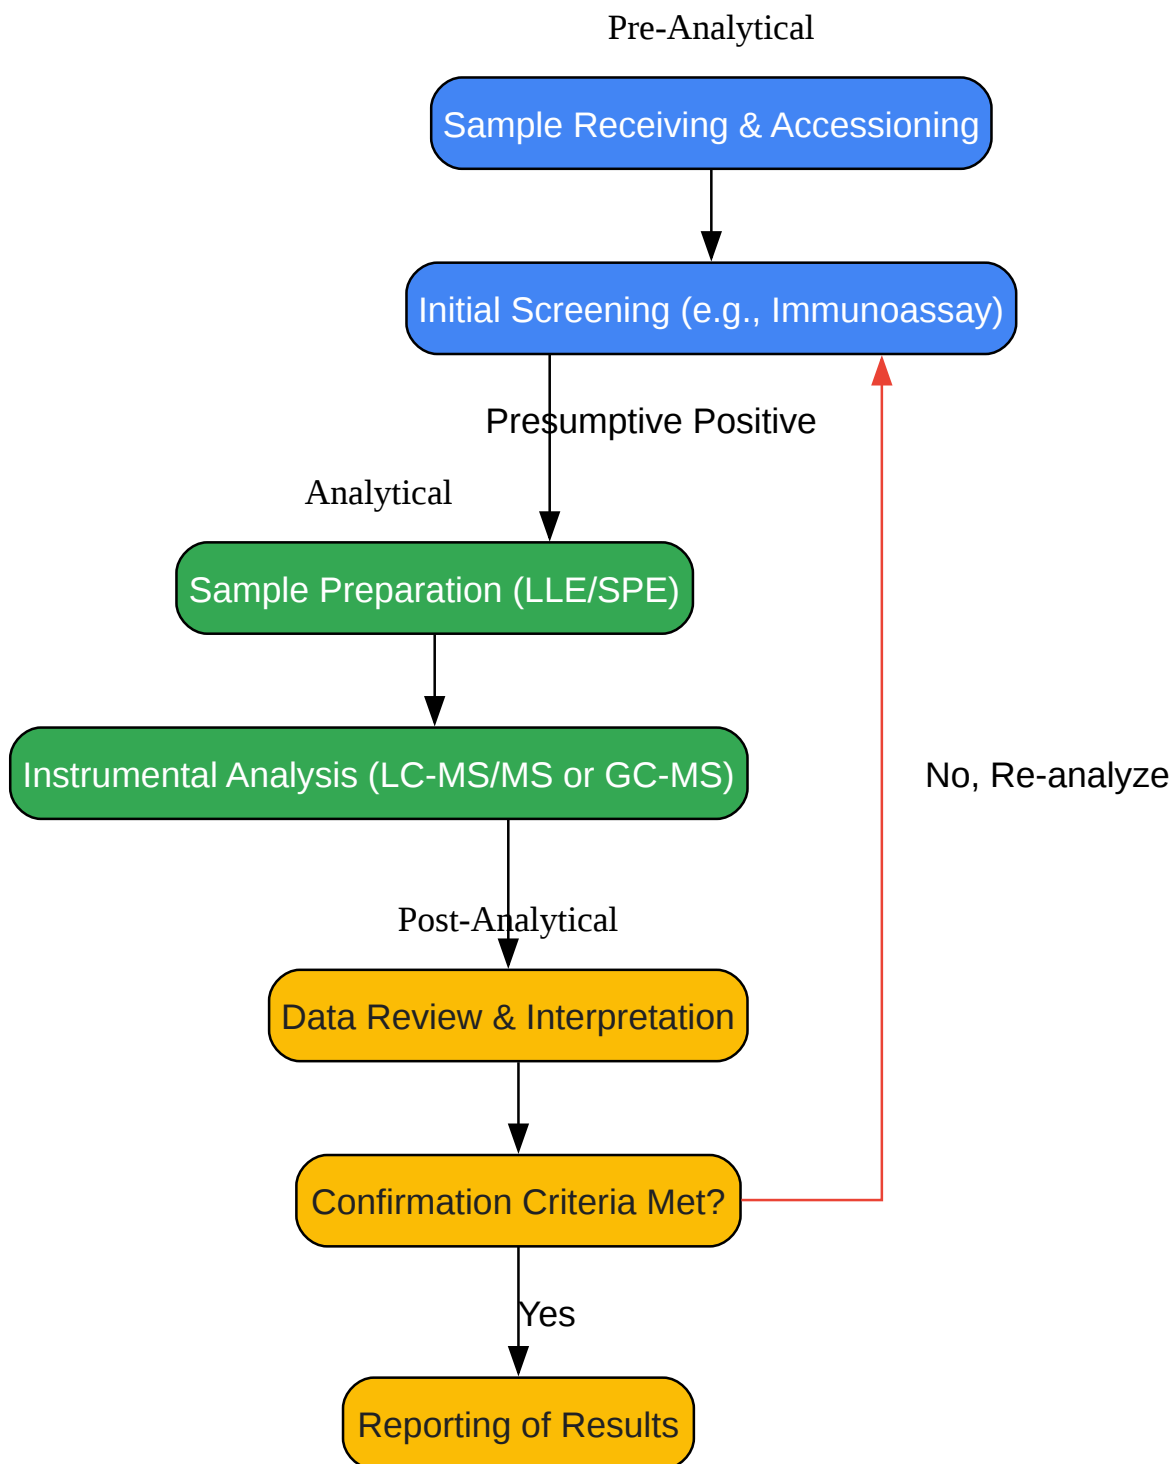 Pre-Analytical
Sample Receiving & Accessioning
Initial Screening (e.g., Immunoassay)
Presumptive Positive
Analytical
Sample Preparation (LLE/SPE)
Instrumental Analysis (LC-MS/MS or GC-MS)
No, Re-analyze
Post-Analytical
Data Review & Interpretation
Confirmation Criteria Met?
Yes
Reporting of Results